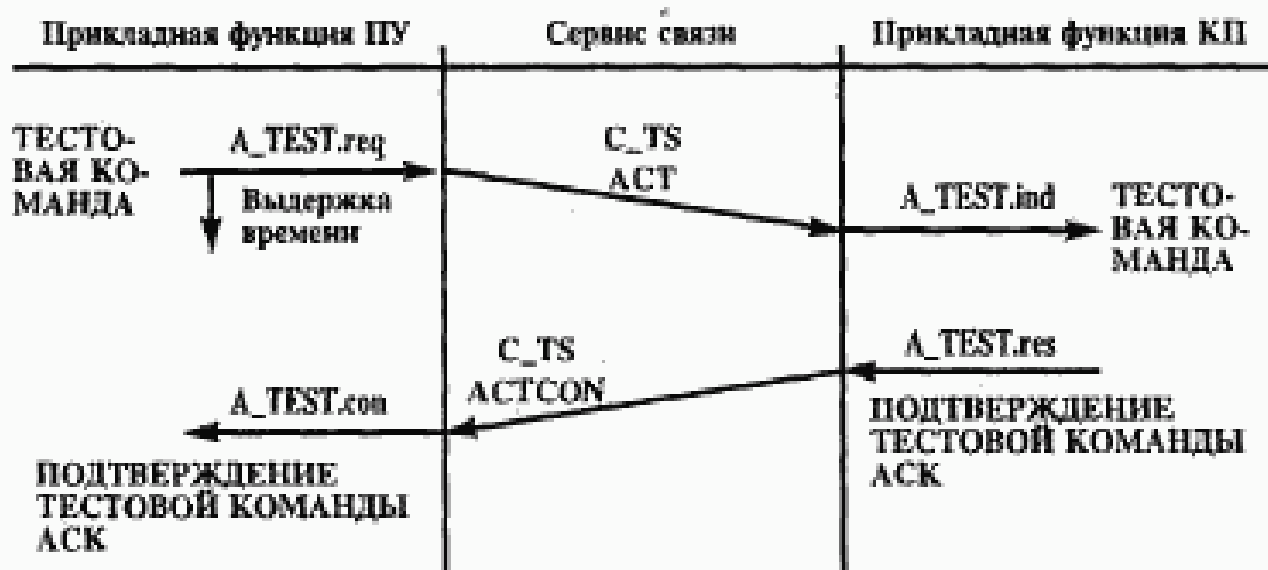 Прикладная функция ПУ
Сервис связи
Прикладная функция КП
ТЕСТО-
ВАЯ КО-
МАНДА
A_TEST.req
Выдержка
времени
C_TS
ACT
A_TEST.ind
ТЕСТО-
ВАЯ КО-
МАНДА
A_TEST.res
C_TS
ACTCON
A_TEST.con
ПОДТВЕРЖДЕНИЕ
ТЕСТОВОЙ КОМАНДЫ
АСК
ПОДТВЕРЖДЕНИЕ
ТЕСТОВОЙ КОМАНДЫ
АСК